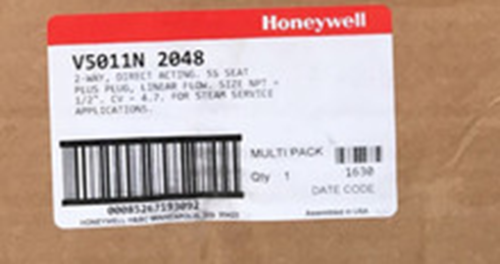 Honeywell
V5011N 2048
2-WAY, DIRECT ACTING. SS SEAT
PLUS PLUG, LINEAR FLOW, SIZE NPT -
1/2". CV - 4.7. FOR STEAM SERVICE
APPLICATIONS.
MULTI PACK
Qty 1
1630
DATE CODE
00085267193092
Assembled in USA